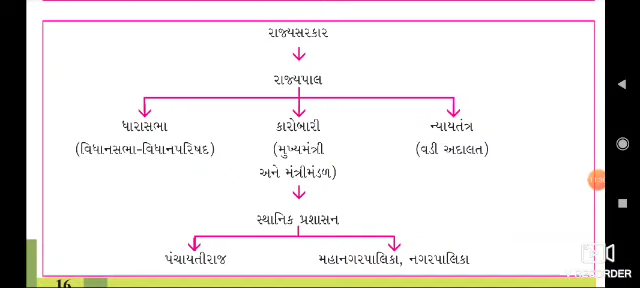 રાજ્યસરકાર
રાજ્યપાલ
ધારાસભા કારોબારી ન્યાયતંત્ર
(વિધાનસભા-વિધાનપરિષદ) (મુખ્યમંત્રી (વડી અદાલત)
અને મંત્રીમંડળ)
સ્થાનિક પ્રશાસન
પંચાયતીરાજ મહાનગરપાલિકા, નગરપાલિકા
16